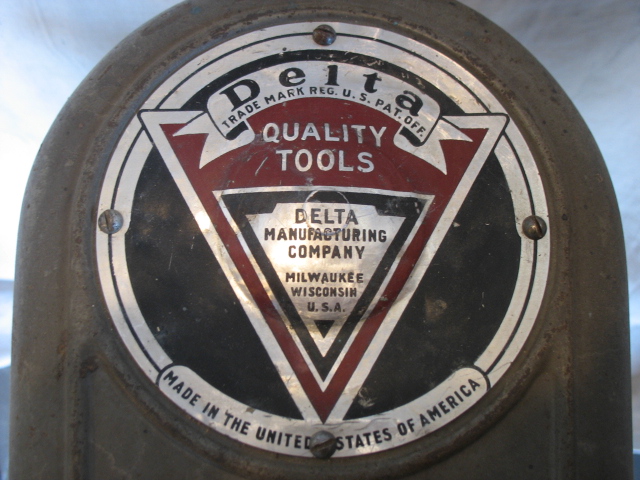 Delta
TRADE MARK REG. U.S. PAT. OFF.
QUALITY
TOOLS
DELTA
MANUFACTURING
COMPANY
MILWAUKEE
WISCONSIN
U.S.A.
MADE IN THE UNITED STATES OF AMERICA